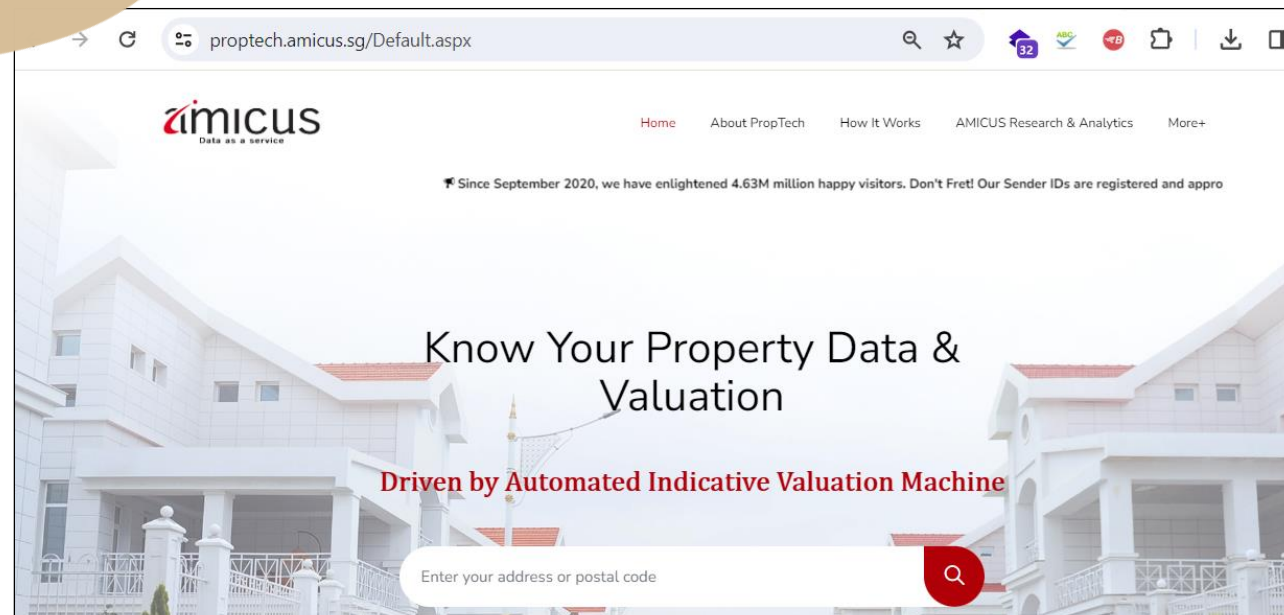 proptech.amicus.sg/Default.aspx
32
ABC
B
amicus
Data as a service
Home About PropTech How It Works AMICUS Research & Analytics More+
Since September 2020, we have enlightened 4.63M million happy visitors. Don't Fret! Our Sender IDs are registered and appro
Know Your Property Data &
Valuation
Driven by Automated Indicative Valuation Machine
Enter your address or postal code